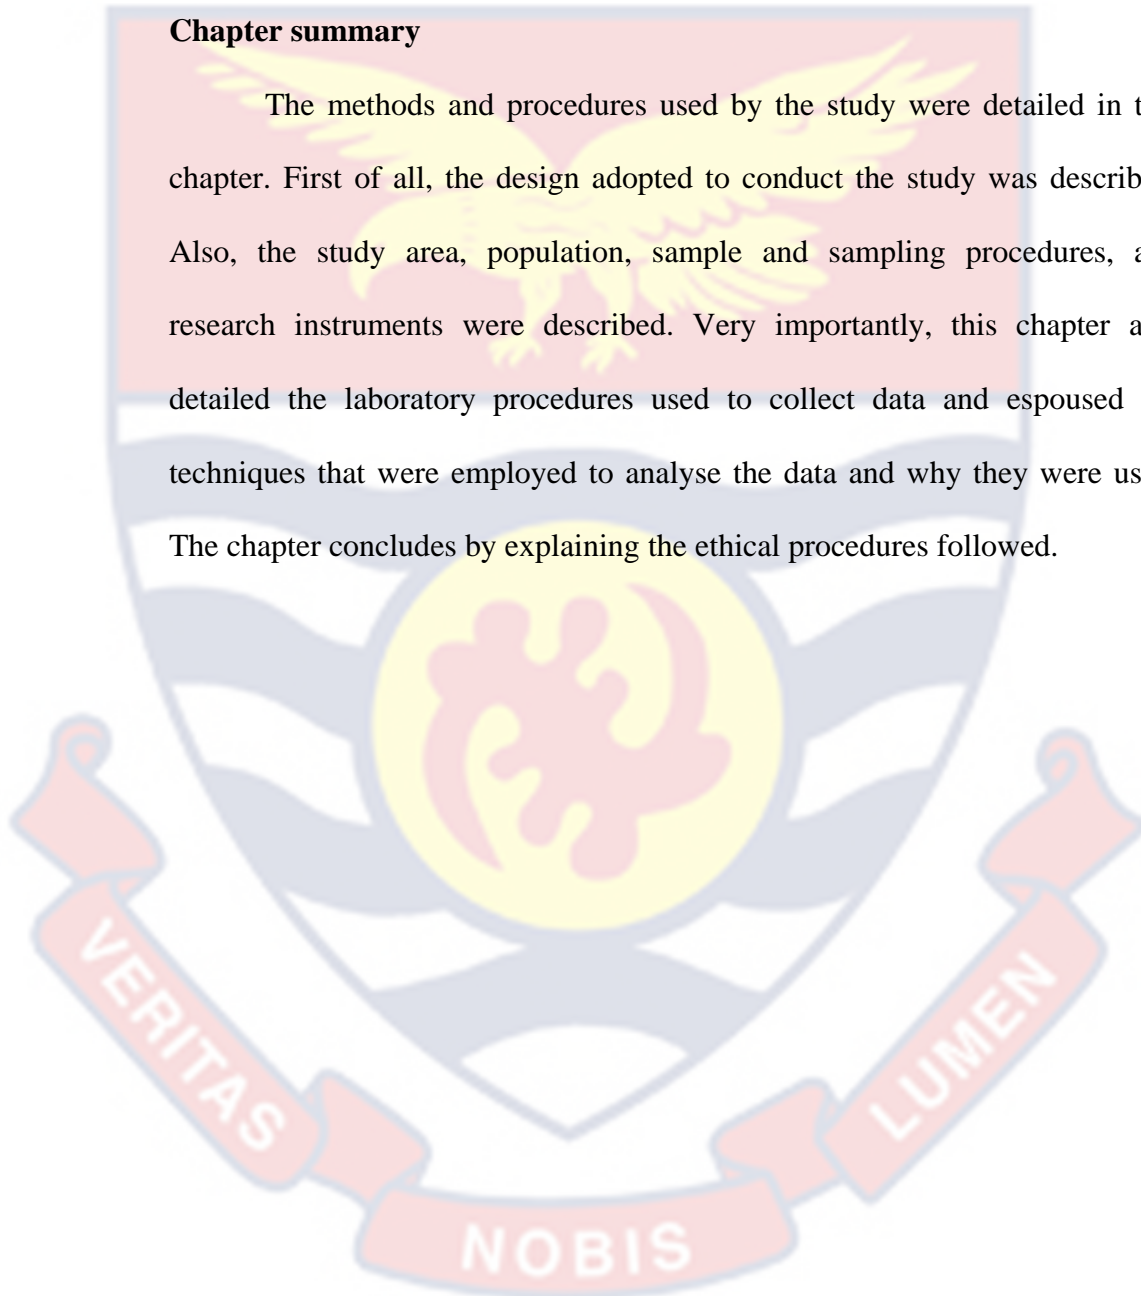 Chapter summary
The methods and procedures used by the study were detailed in t
chapter. First of all, the design adopted to conduct the study was describ
Also, the study area, population, sample and sampling procedures, a
research instruments were described. Very importantly, this chapter a
detailed the laboratory procedures used to collect data and espoused
techniques that were employed to analyse the data and why they were us
The chapter concludes by explaining the ethical procedures followed.
VERITAS
NOBIS
LUMEN